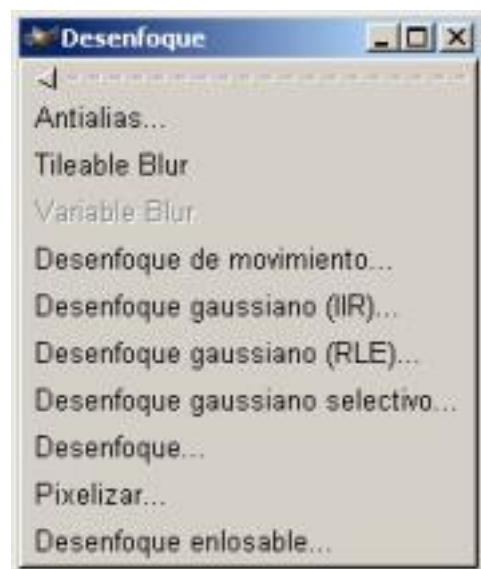 Desenfoque
Antialias...
Tileable Blur
Variable Blur
Desenfoque de movimiento...
Desenfoque gaussiano (IIR)...
Desenfoque gaussiano (RLE)...
Desenfoque gaussiano selectivo...
Desenfoque...
Pixelizar...
Desenfoque enlosable...